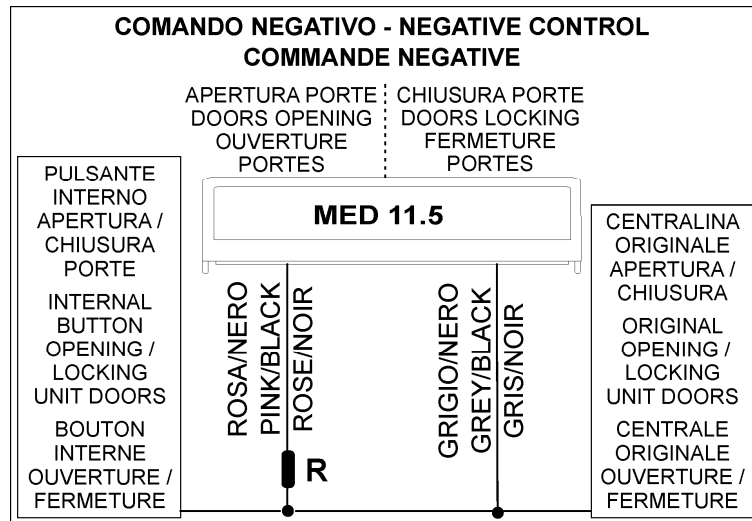 COMANDO NEGATIVO - NEGATIVE CONTROL
COMMANDE NEGATIVE
APERTURA PORTE
DOORS OPENING
OUVERTURE
PORTES
CHIUSURA PORTE
DOORS LOCKING
FERMETURE
PORTES
PULSANTE
INTERNO
APERTURA /
CHIUSURA
PORTE
INTERNAL
BUTTON
OPENING /
LOCKING
UNIT DOORS
BOUTON
INTERNE
OUVERTURE /
FERMETURE
MED 11.5
ROSA/NERO
PINK/BLACK
ROSE/NOIR
R
GRIGIO/NERO
GREY/BLACK
GRIS/NOIR
CENTRALINA
ORIGINALE
APERTURA /
CHIUSURA
ORIGINAL
OPENING /
LOCKING
UNIT DOORS
CENTRALE
ORIGINALE
OUVERTURE /
FERMETURE